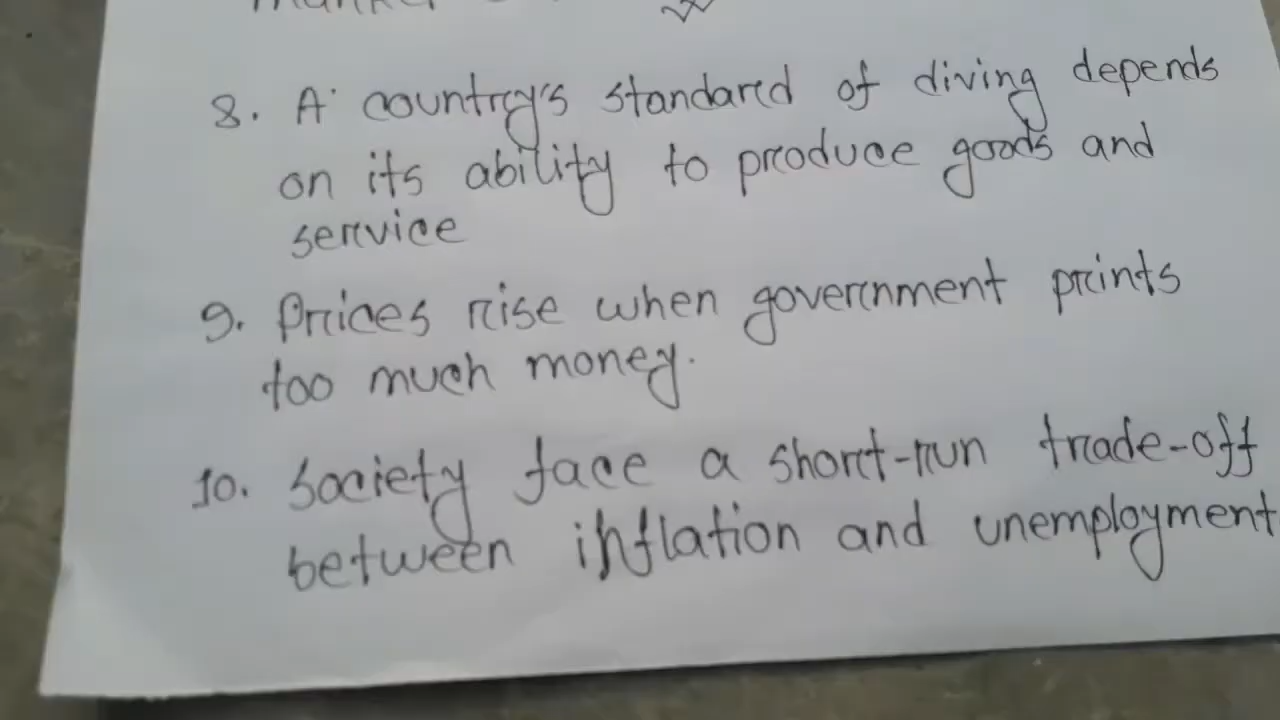 8. A country's standard of diving depends
on its ability to produce goods and
service
9. Prices rise when government prints
too much money.
10. Society face a short-run trade-off
between inflation and unemployment